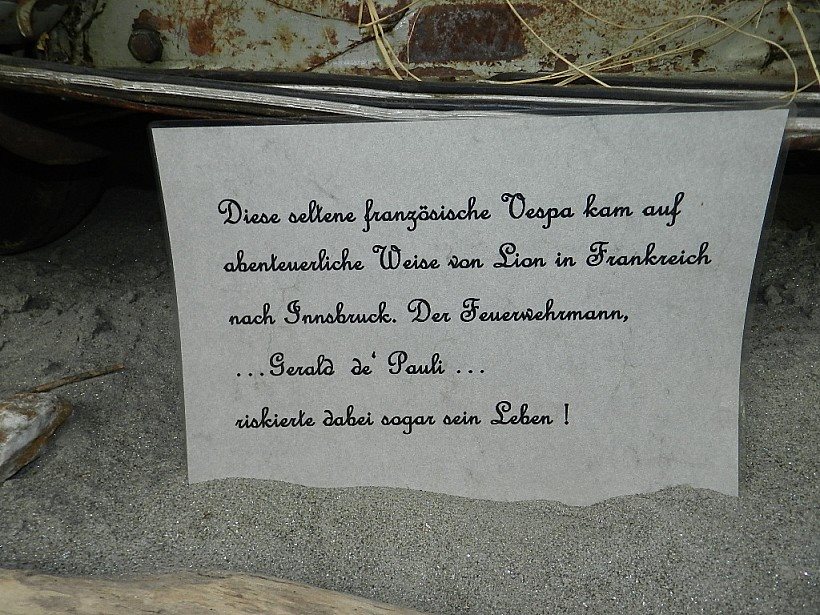 Diese seltene französische Vespa kam auf
abenteuerliche Weise von Lion in Frankreich
nach Innsbruck. Der Feuerwehrmann,
...Gerald de' Pauli ...
riskierte dabei sogar sein Leben !